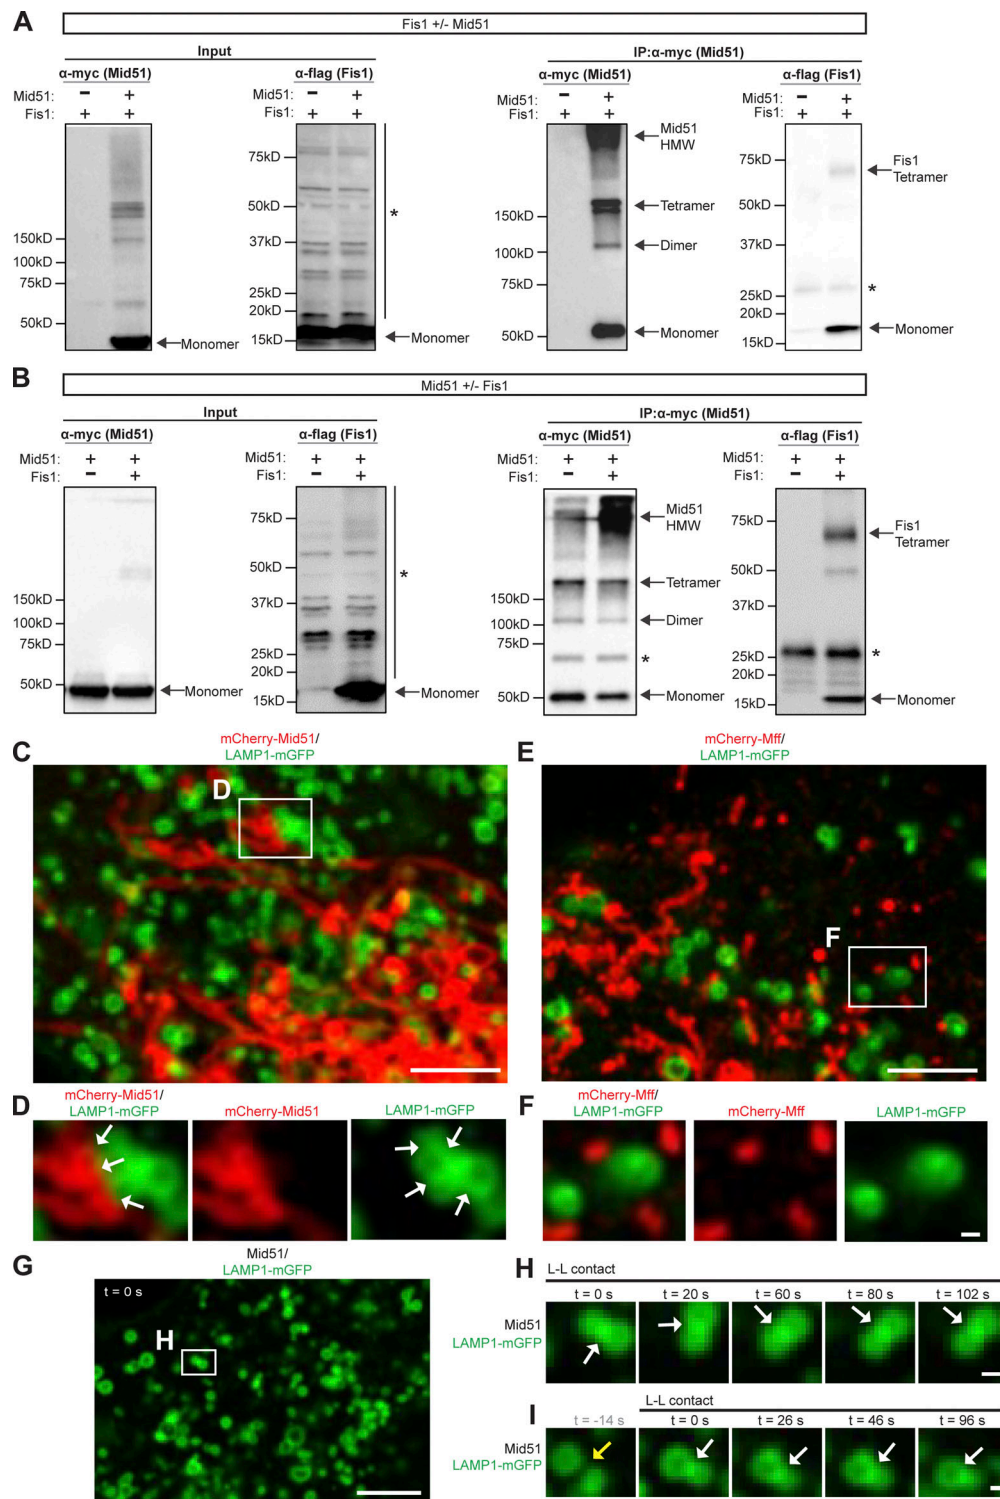 A
Fis1 +/- Mid51
Input
IP:α-myc (Mid51)
α-myc (Mid51)
α-flag (Fis1)
α-myc (Mid51)
α-flag (Fis1)
Mid51: - +
Fis1: + +
Mid51: - +
Fis1: + +
Mid51: - +
Fis1: + +
Mid51: - +
Fis1: + +
150kD
100kD
75kD
50kD
Monomer
75kD
50kD
37kD
25kD
20kD
15kD
*
Monomer
150kD
100kD
75kD
50kD
Mid51
HMW
Tetramer
Dimer
Monomer
75kD
50kD
37kD
25kD
20kD
15kD
Fis1
Tetramer
*
Monomer
B
Mid51 +/- Fis1
Input
IP:α-myc (Mid51)
α-myc (Mid51)
α-flag (Fis1)
α-myc (Mid51)
α-flag (Fis1)
Mid51: + +
Fis1: - +
Mid51: + +
Fis1: - +
Mid51: + +
Fis1: - +
Mid51: + +
Fis1: - +
150kD
100kD
75kD
50kD
Monomer
75kD
50kD
37kD
25kD
20kD
15kD
*
Monomer
150kD
100kD
75kD
50kD
Mid51
HMW
Tetramer
Dimer
*
Monomer
75kD
50kD
37kD
25kD
20kD
15kD
Fis1
Tetramer
*
Monomer
C
mCherry-Mid51/
LAMP1-mGFP
D
E
mCherry-Mff/
LAMP1-mGFP
F
D
mCherry-Mid51/
LAMP1-mGFP
mCherry-Mid51
LAMP1-mGFP
F
mCherry-Mff/
LAMP1-mGFP
mCherry-Mff
LAMP1-mGFP
G
Mid51/
LAMP1-mGFP
t = 0 s
H
H
L-L contact
t = 0 s t = 20 s t = 60 s t = 80 s t = 102 s
Mid51
LAMP1-mGFP
I
L-L contact
t = -14 s t = 0 s t = 26 s t = 46 s t = 96 s
Mid51
LAMP1-mGFP